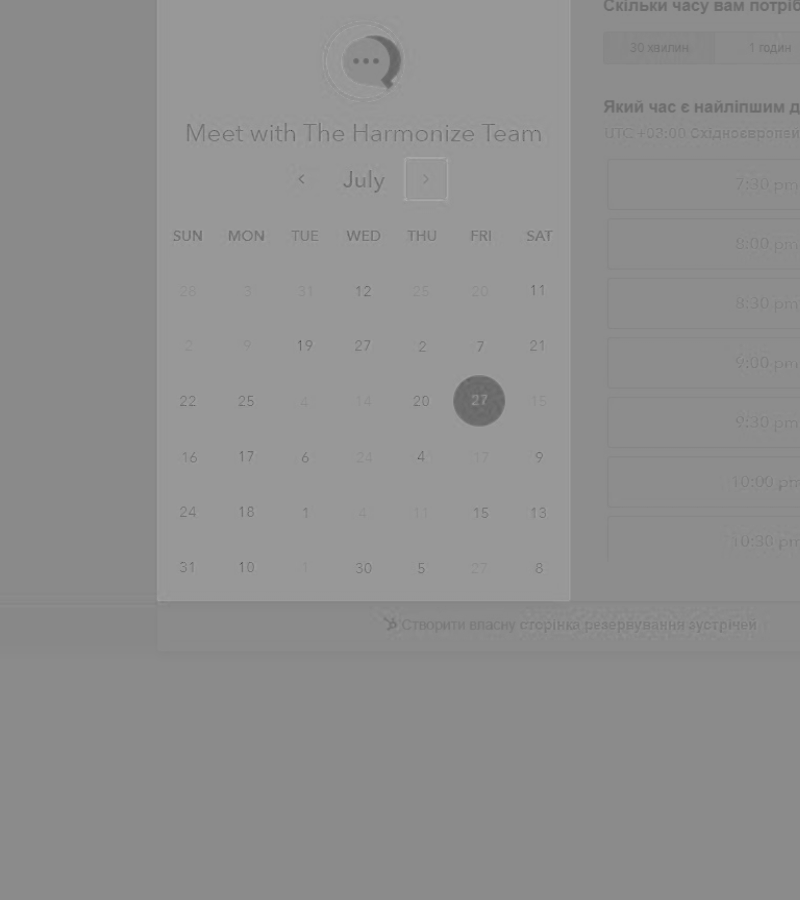 Скільки часу вам потріб
30 хвилин 1 годин
Meet with The Harmonize Team
Який час є найліпшим д
UTC +03:00 Східноєвропей
July
7:30 pm
8:00 pm
8:30 pm
9:00 pm
9:30 pm
10:00 pm
10:30 pm
SUN MON TUE WED THU FRI SAT
28 3 31 12 25 20 11
2 9 19 27 2 7 21
22 25 4 14 20 27 15
16 17 6 24 4 17 9
24 18 1 4 11 15 13
31 10 1 30 5 27 8
Створити власну сторінка резервування зустрічей